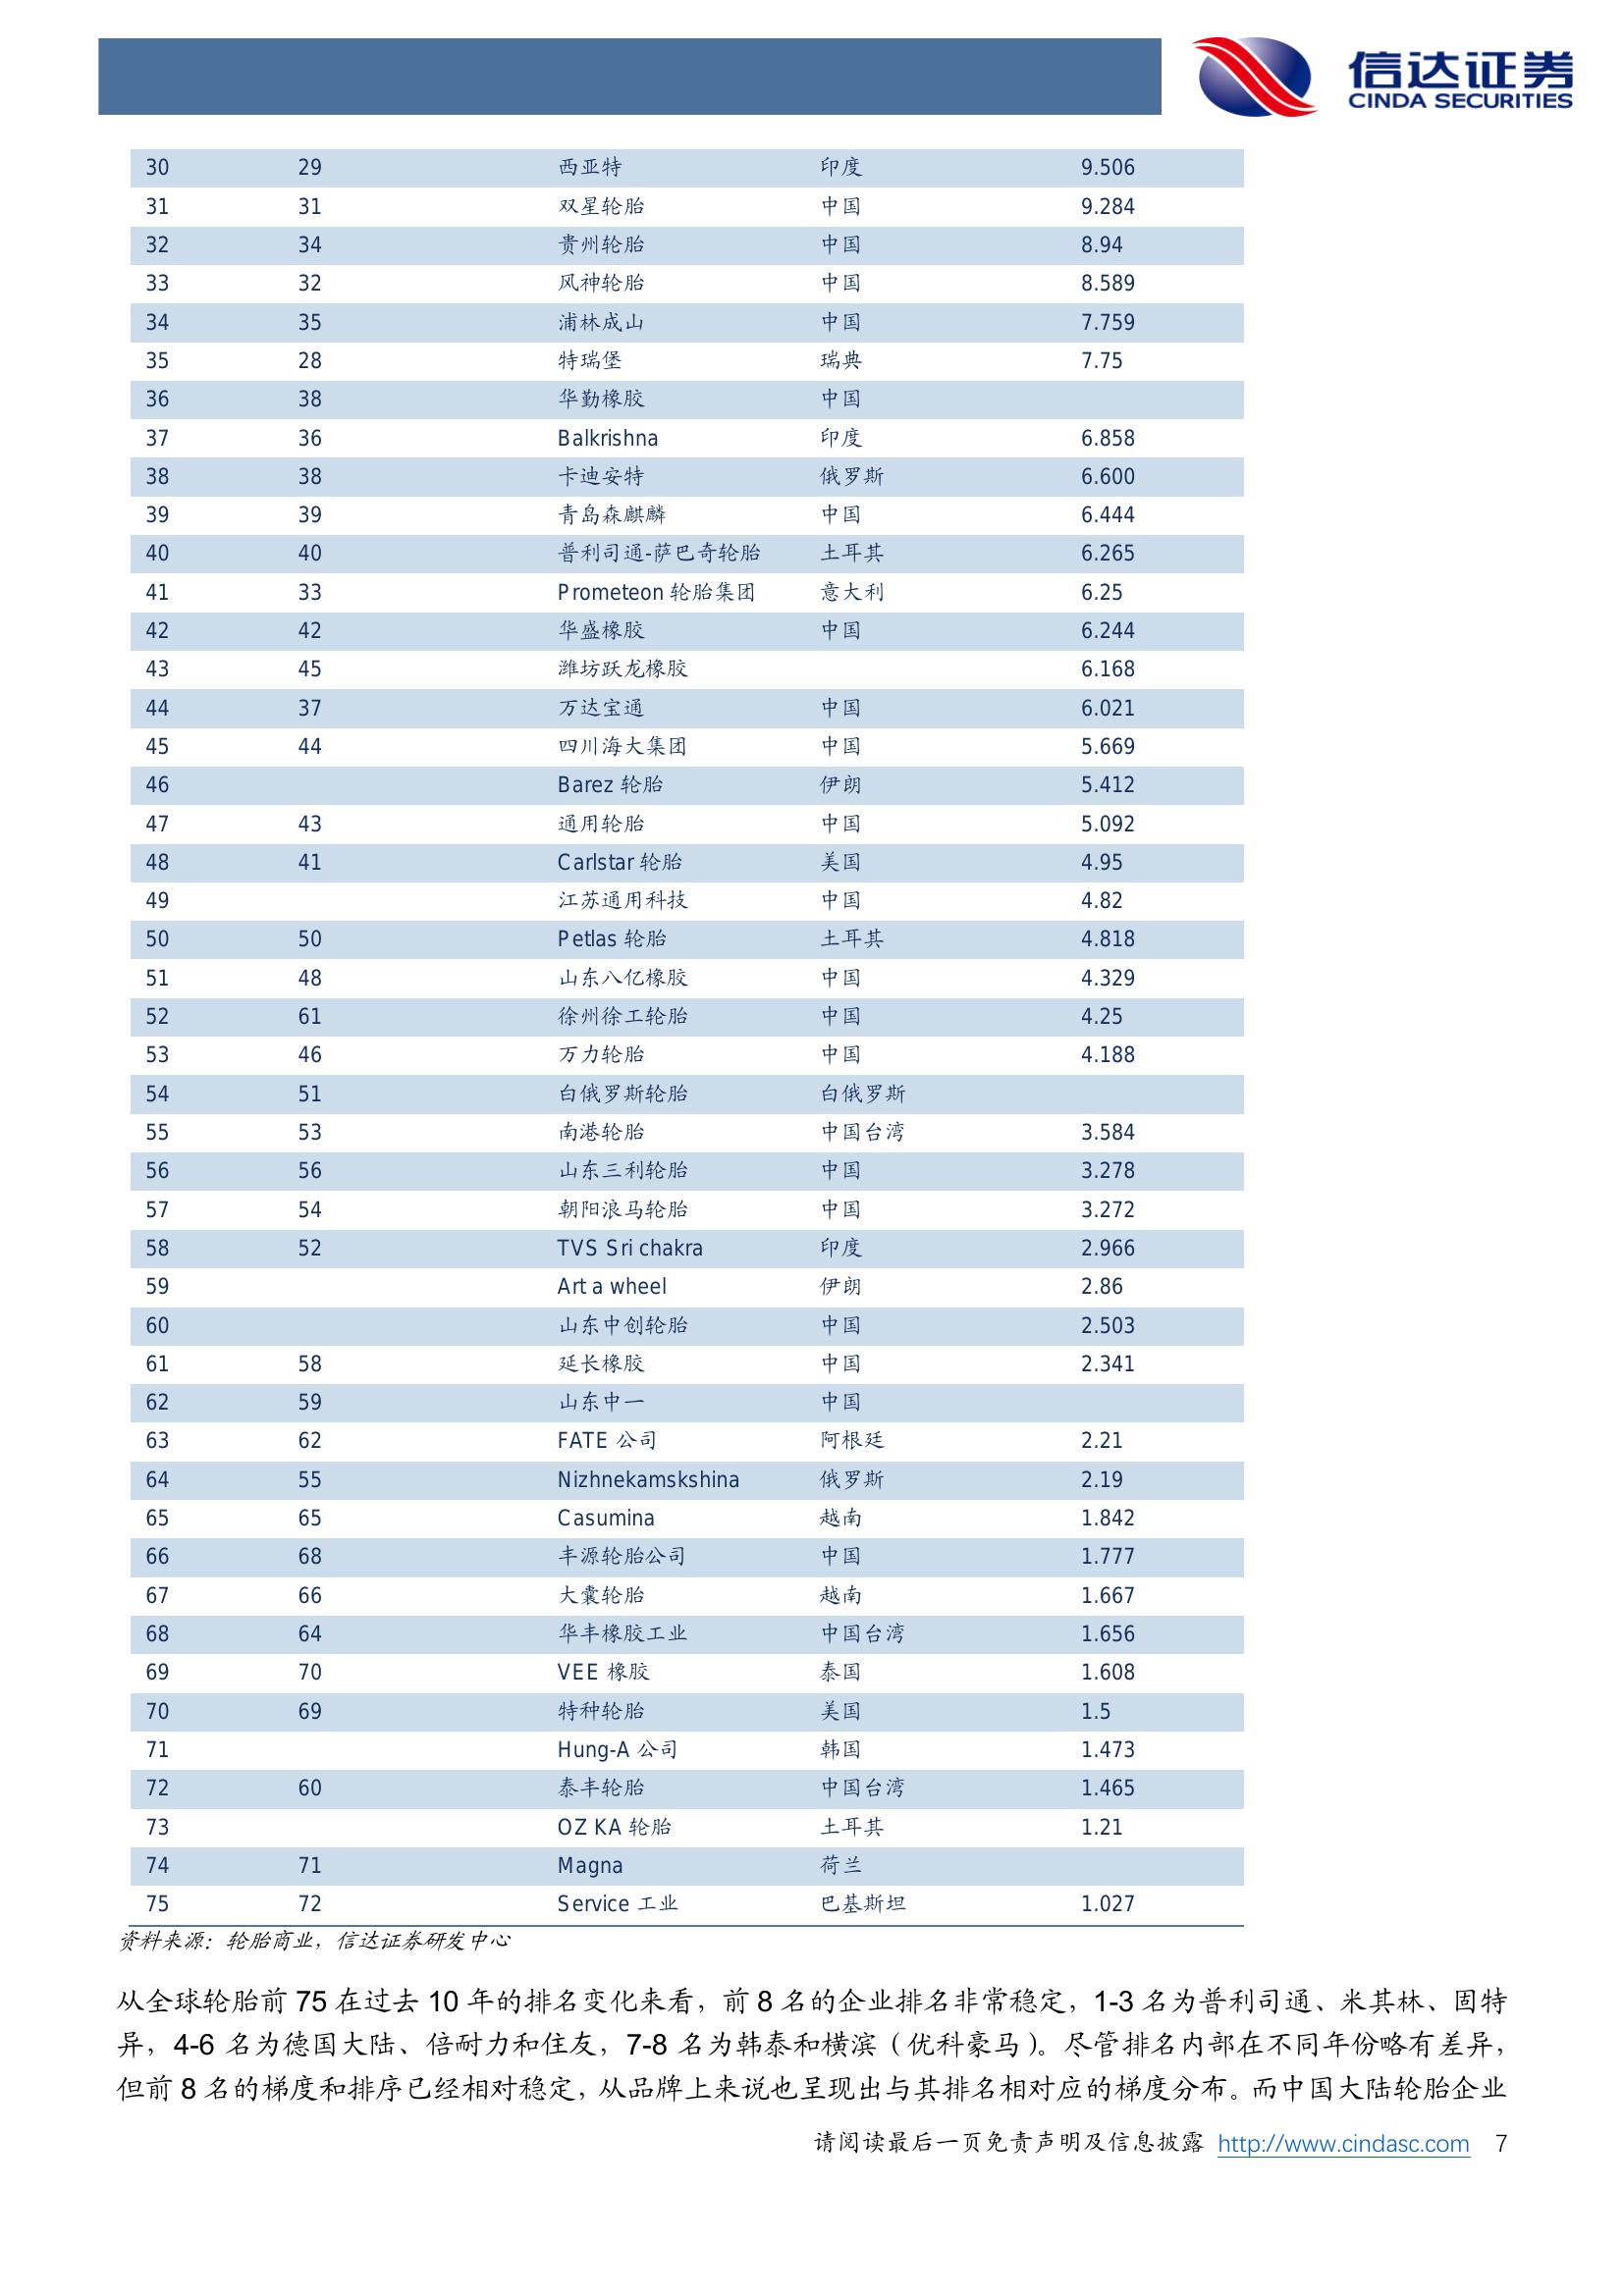 信达证券
CINDA SECURITIES
30 29 西亚特 印度 9.506
31 31 双星轮胎 中国 9.284
32 34 贵州轮胎 中国 8.94
33 32 风神轮胎 中国 8.589
34 35 浦林成山 中国 7.759
35 28 特瑞堡 瑞典 7.75
36 38 华勤橡胶 中国
37 36 Balkrishna 印度 6.858
38 38 卡迪安特 俄罗斯 6.600
39 39 青岛森麒麟 中国 6.444
40 40 普利司通-萨巴奇轮胎 土耳其 6.265
41 33 Prometeon 轮胎集团 意大利 6.25
42 42 华盛橡胶 中国 6.244
43 45 潍坊跃龙橡胶 6.168
44 37 万达宝通 中国 6.021
45 44 四川海大集团 中国 5.669
46 Barez 轮胎 伊朗 5.412
47 43 通用轮胎 中国 5.092
48 41 Carlstar 轮胎 美国 4.95
49 江苏通用科技 中国 4.82
50 50 Petlas 轮胎 土耳其 4.818
51 48 山东八亿橡胶 中国 4.329
52 61 徐州徐工轮胎 中国 4.25
53 46 万力轮胎 中国 4.188
54 51 白俄罗斯轮胎 白俄罗斯
55 53 南港轮胎 中国台湾 3.584
56 56 山东三利轮胎 中国 3.278
57 54 朝阳浪马轮胎 中国 3.272
58 52 TVS Sri chakra 印度 2.966
59 Art a wheel 伊朗 2.86
60 山东中创轮胎 中国 2.503
61 58 延长橡胶 中国 2.341
62 59 山东中一 中国
63 62 FATE 公司 阿根廷 2.21
64 55 Nizhnekamskshina 俄罗斯 2.19
65 65 Casumina 越南 1.842
66 68 丰源轮胎公司 中国 1.777
67 66 大囊轮胎 越南 1.667
68 64 华丰橡胶工业 中国台湾 1.656
69 70 VEE 橡胶 泰国 1.608
70 69 特种轮胎 美国 1.5
71 Hung-A 公司 韩国 1.473
72 60 泰丰轮胎 中国台湾 1.465
73 OZ KA 轮胎 土耳其 1.21
74 71 Magna 荷兰
75 72 Service 工业 巴基斯坦 1.027
资料来源：轮胎商业，信达证券研发中心
从全球轮胎前 75 在过去 10 年的排名变化来看，前 8 名的企业排名非常稳定，1-3 名为普利司通、米其林、固特
异，4-6 名为德国大陆、倍耐力和住友，7-8 名为韩泰和横滨（优科豪马）。尽管排名内部在不同年份略有差异，
但前 8 名的梯度和排序已经相对稳定，从品牌上来说也呈现出与其排名相对应的梯度分布。而中国大陆轮胎企业
请阅读最后一页免责声明及信息披露 http://www.cindasc.com 7